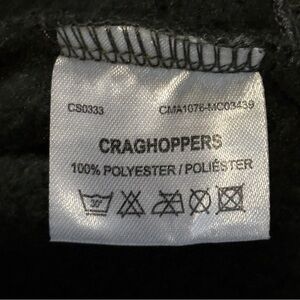 CS0333 CMA1076-MC03439
CRAGHOPPERS
100% POLYESTER / POLIÉSTER
30°